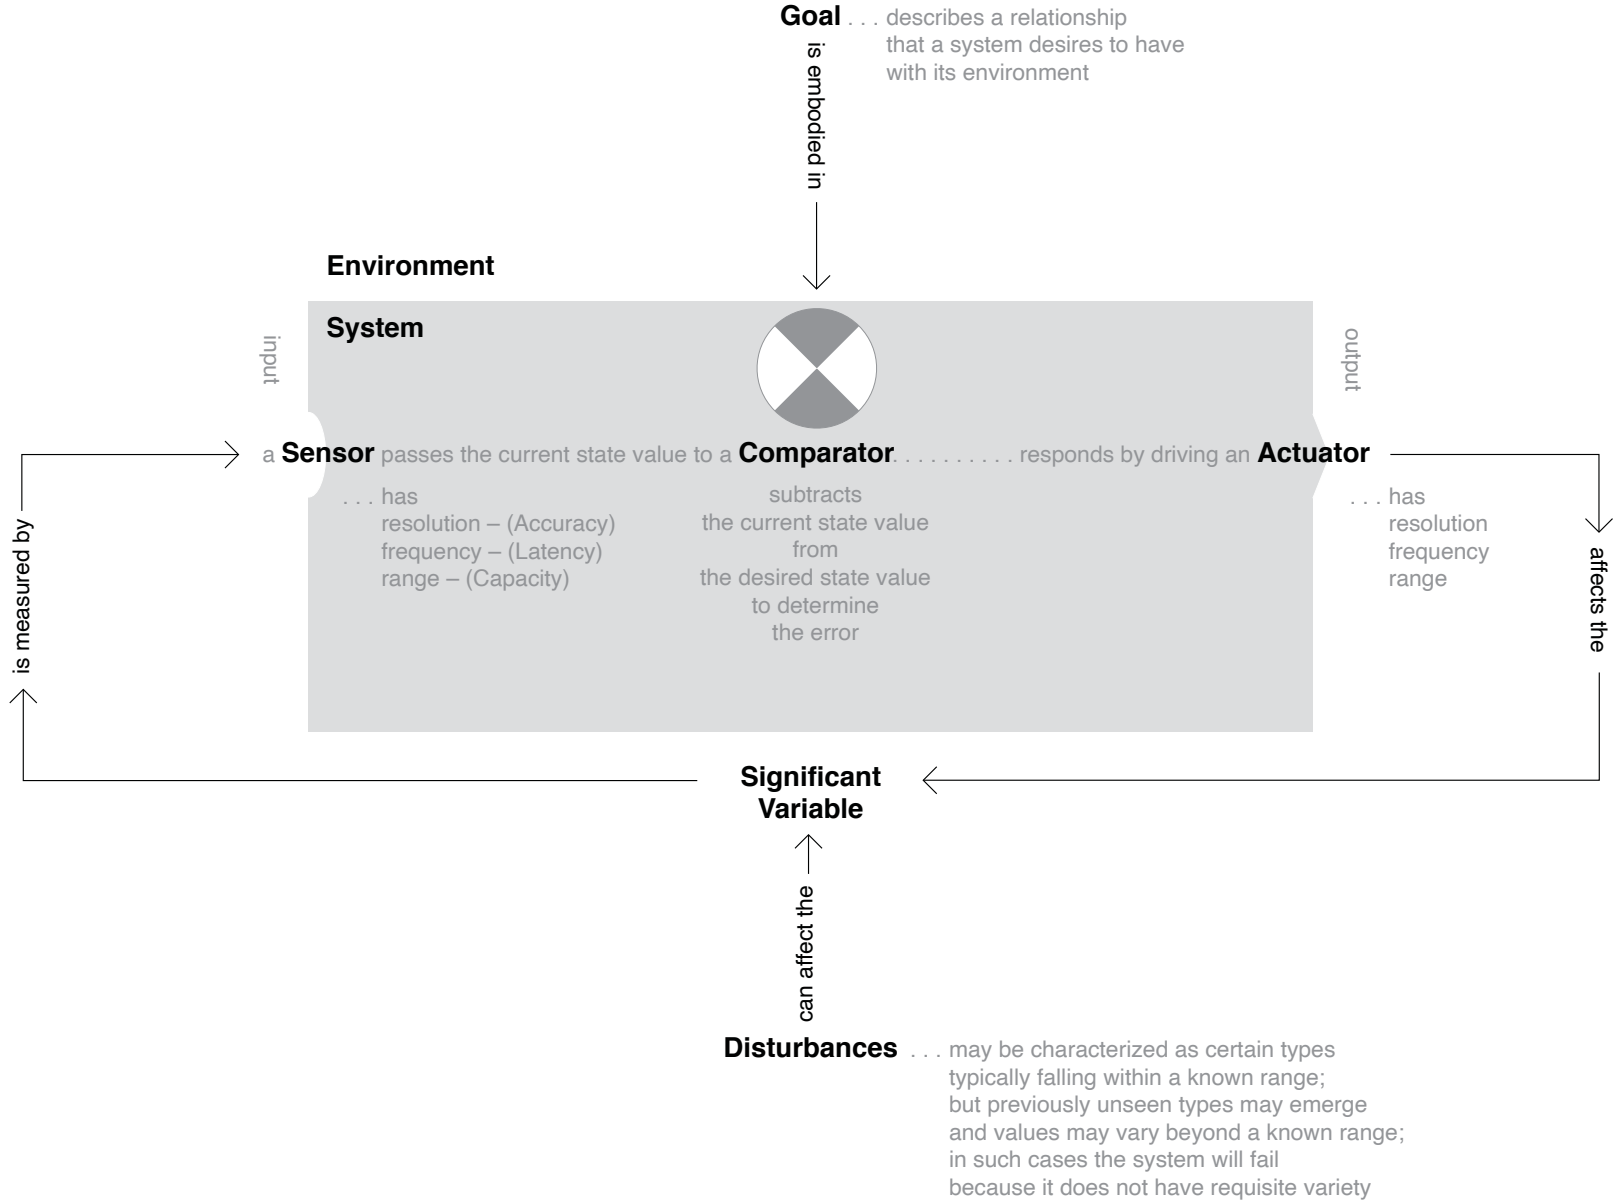 Goal . . . describes a relationship
that a system desires to have
with its environment
is embodied in
Environment
System
input
output
a Sensor passes the current state value to a Comparator. . . . . . . . . . responds by driving an Actuator
. . . has
resolution – (Accuracy)
frequency – (Latency)
range – (Capacity)
subtracts
the current state value
from
the desired state value
to determine
the error
. . . has
resolution
frequency
range
is measured by
affects the
Significant
Variable
can affect the
Disturbances . . . may be characterized as certain types
typically falling within a known range;
but previously unseen types may emerge
and values may vary beyond a known range;
in such cases the system will fail
because it does not have requisite variety